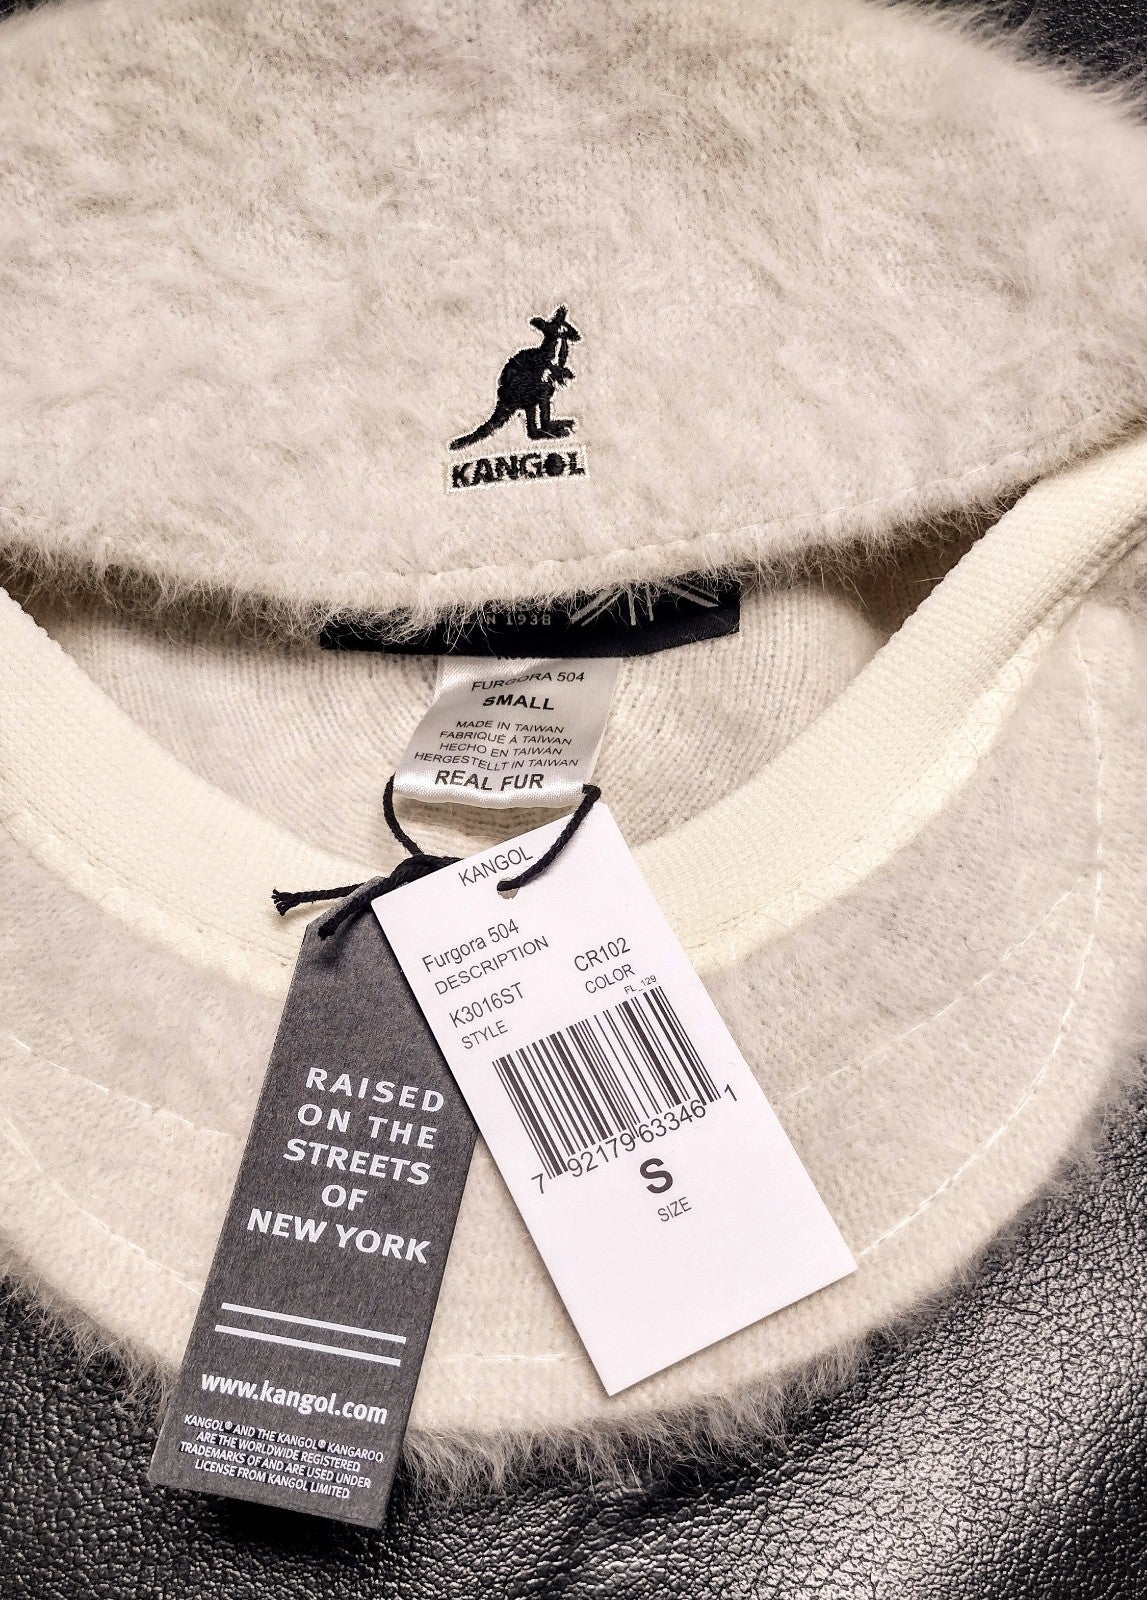 KANGOL
IN 1938
FURGORA 504
SMALL
MADE IN TAIWAN
FABRIQUÉ À TAIWAN
HECHO EN TAIWAN
HERGESTELLT IN TAIWAN
REAL FUR
KANGOL
Furgora 504
DESCRIPTION
CR102
COLOR
K3016ST
STYLE
FL_129
7 92179 63346 1
S
SIZE
RAISED
ON THE
STREETS
OF
NEW YORK
www.kangol.com
KANGOL® AND THE KANGOL® KANGAROO
ARE THE WORLDWIDE REGISTERED
TRADEMARKS OF AND ARE USED UNDER
LICENSE FROM KANGOL LIMITED